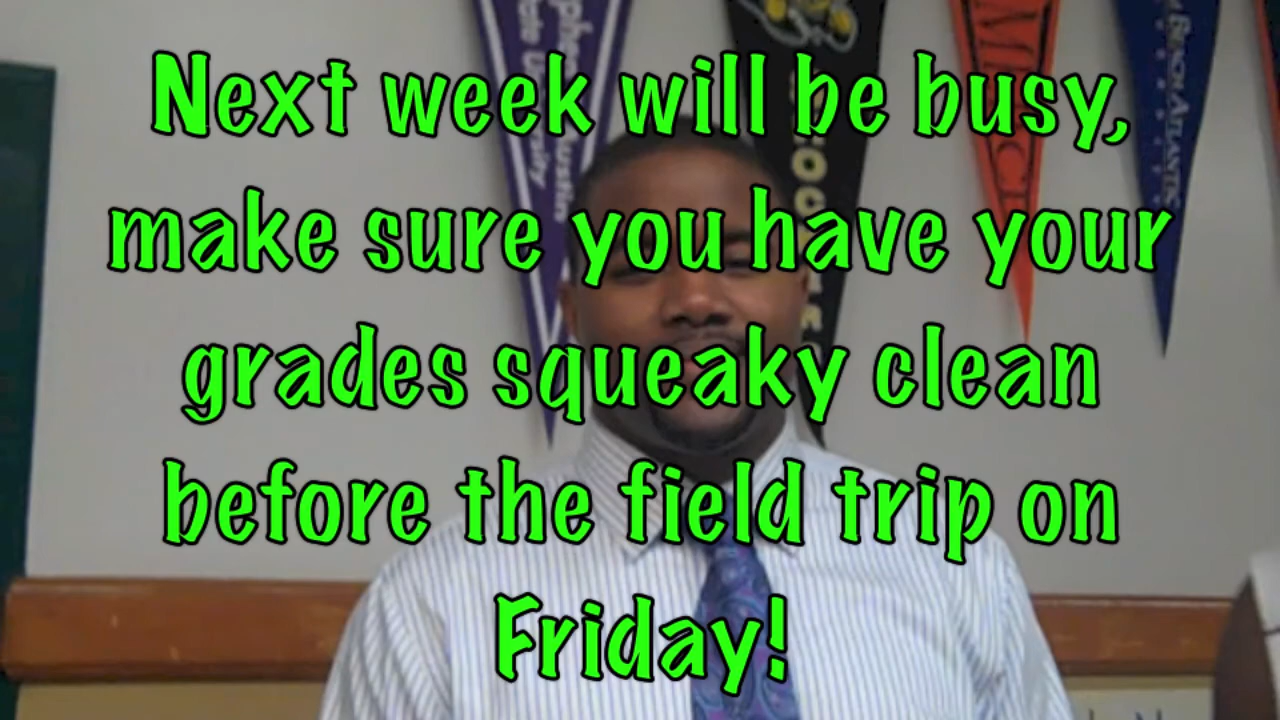 Next week will be busy,
make sure you have your
grades squeaky clean
before the field trip on
Friday!